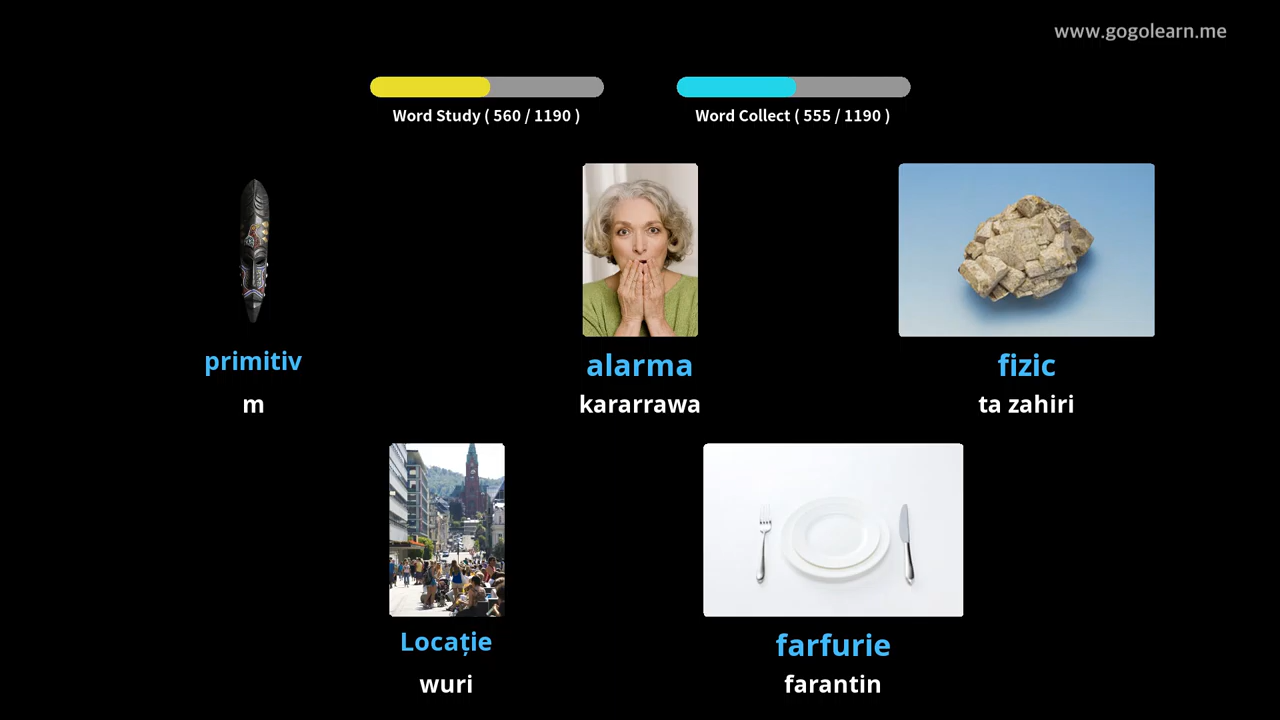 www.gogolearn.me
Word Study ( 560 / 1190 )
Word Collect ( 555 / 1190 )
primitiv
m
alarma
kararrawa
fizic
ta zahiri
Locație
wuri
farfurie
farantin